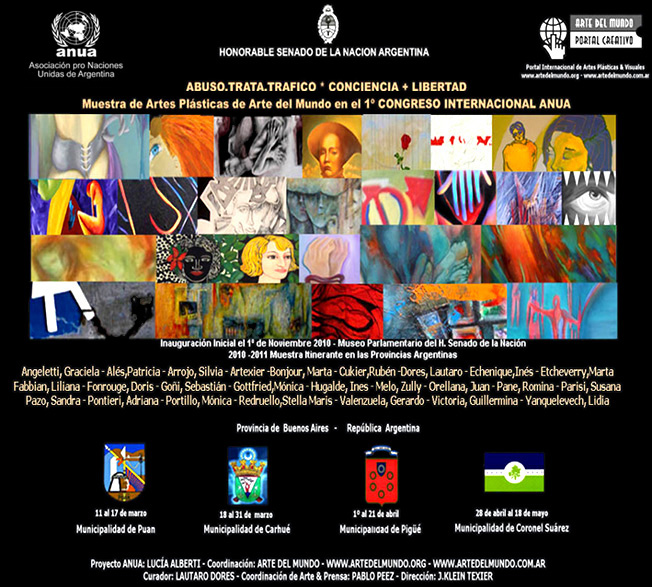 anua
Asociación pro Naciones
Unidas de Argentina
HONORABLE SENADO DE LA NACION ARGENTINA
ARTE DEL MUNDO
PORTAL CREATIVO
Portal Internacional de Artes Plásticas & Visuales
www.artedelmundo.org - www.artedelmundo.com.ar
ABUSO.TRATA.TRAFICO * CONCIENCIA + LIBERTAD
Muestra de Artes Plásticas de Arte del Mundo en el 1º CONGRESO INTERNACIONAL ANUA
Inauguración Inicial el 1º de Noviembre 2010 - Museo Parlamentario del H. Senado de la Nación
2010 -2011 Muestra Itinerante en las Provincias Argentinas
Angeletti, Graciela - Alés,Patricia - Arrojo, Silvia - Artexier -Bonjour, Marta - Cukier,Rubén -Dores, Lautaro - Echenique,Inés - Etcheverry,Marta
Fabbian, Liliana - Fonrouge, Doris - Goñi, Sebastián - Gottfried,Mónica - Hugalde, Ines - Melo, Zully - Orellana, Juan - Pane, Romina - Parisi, Susana
Pazo, Sandra - Pontieri, Adriana - Portillo, Mónica - Redruello,Stella Maris - Valenzuela, Gerardo - Victoria, Guillermina - Yanquelevech, Lidia
Provincia de Buenos Aires - República Argentina
11 al 17 de marzo
Municipalidad de Puan
18 al 31 de marzo
Municipalidad de Carhué
1º al 21 de abril
Municipalidad de Pigüé
28 de abril al 18 de mayo
Municipalidad de Coronel Suárez
Proyecto ANUA: LUCÍA ALBERTI - Coordinación: ARTE DEL MUNDO - WWW.ARTEDELMUNDO.ORG - WWW.ARTEDELMUNDO.COM.AR
Curador: LAUTARO DORES - Coordinación de Arte & Prensa: PABLO PEEZ - Dirección: J.KLEIN TEXIER